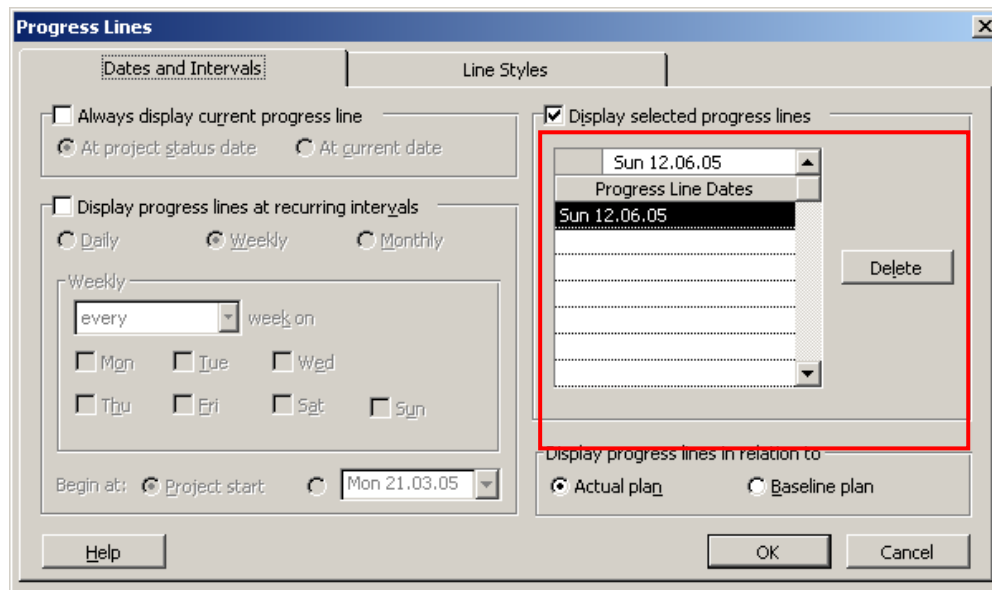 Progress Lines
Dates and Intervals
Line Styles
Always display current progress line
At project status date
At current date
Display progress lines at recurring intervals
Daily
Weekly
Monthly
Weekly
every
week on
Mon
Tue
Wed
Thu
Fri
Sat
Sun
Begin at:
Project start
Mon 21.03.05
Display selected progress lines
Sun 12.06.05
Progress Line Dates
Sun 12.06.05
Delete
Display progress lines in relation to
Actual plan
Baseline plan
Help
OK
Cancel